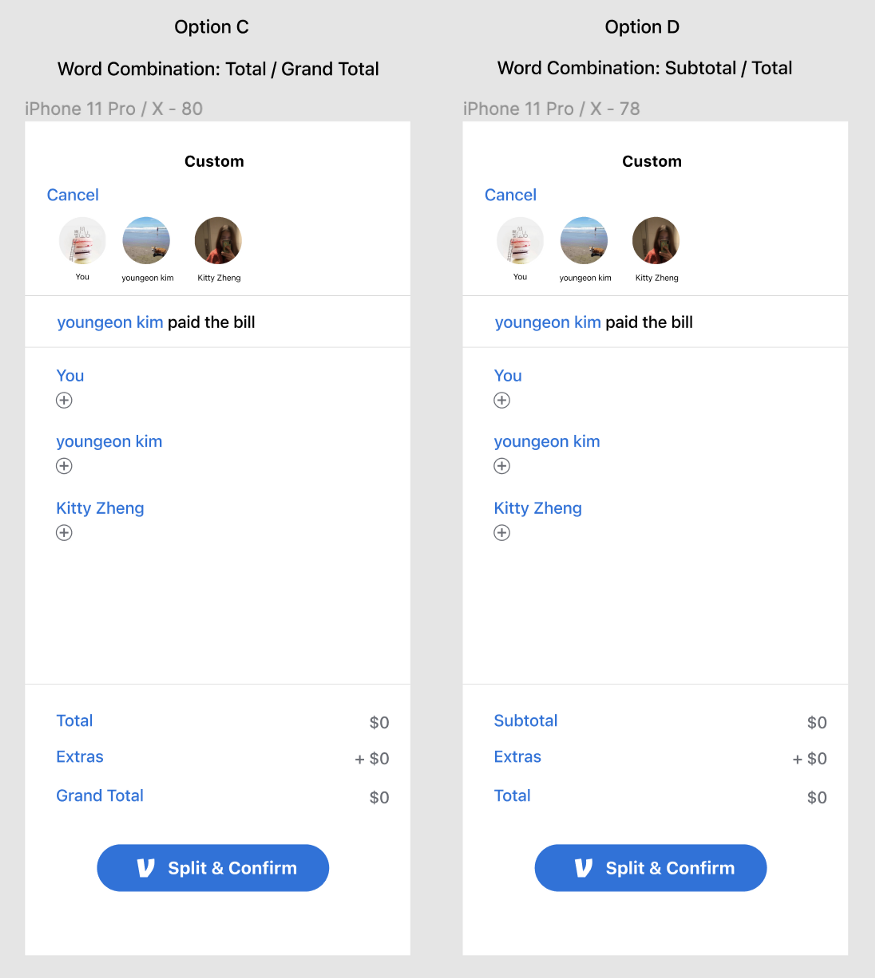 Option C
Word Combination: Total / Grand Total
iPhone 11 Pro / X - 80
Custom
Cancel
You youngeon kim Kitty Zheng
youngeon kim paid the bill
You
youngeon kim
Kitty Zheng
Total $0
Extras + $0
Grand Total $0
Split & Confirm
Option D
Word Combination: Subtotal / Total
iPhone 11 Pro / X - 78
Custom
Cancel
You youngeon kim Kitty Zheng
youngeon kim paid the bill
You
youngeon kim
Kitty Zheng
Subtotal $0
Extras + $0
Total $0
Split & Confirm